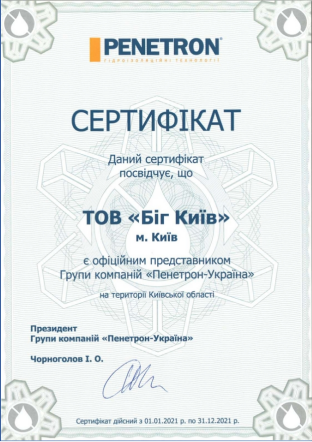 PENETRON®
ГІДРОІЗОЛЯЦІЙНІ ТЕХНОЛОГІЇ
СЕРТИФІКАТ
Даний сертифікат
посвідчує, що
ТОВ «Біг Київ»
м. Київ
є офіційним представником
Групи компаній «Пенетрон-Україна»
на території Київської області
Президент
Групи компаній «Пенетрон-Україна»
Чорноголов І. О.
Сертифікат дійсний з 01.01.2021 р. по 31.12.2021 р.